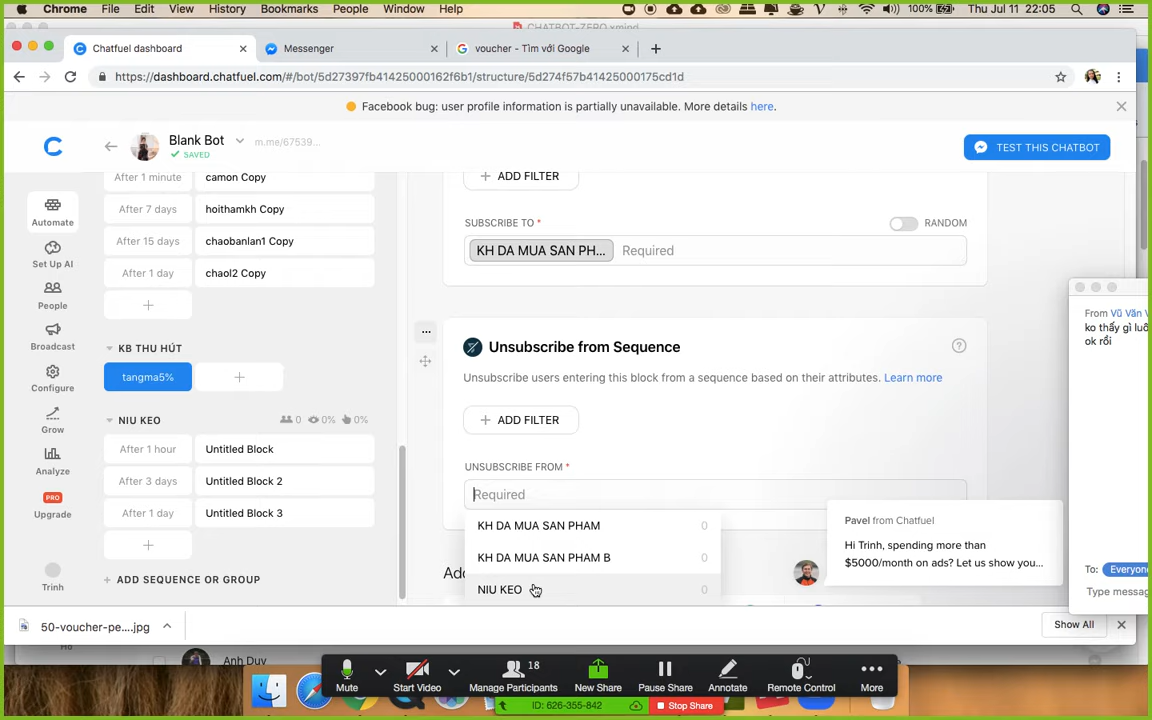 Chrome File Edit View History Bookmarks People Window Help 100% Thu Jul 11 22:05
CHATBOT-ZERO.xmind
Chatfuel dashboard
Messenger
voucher - Tìm với Google
https://dashboard.chatfuel.com/#/bot/5d27397fb41425000162f6b1/structure/5d274f57b41425000175cd1d
Facebook bug: user profile information is partially unavailable. More details here.
Blank Bot
m.me/67539...
SAVED
TEST THIS CHATBOT
Automate
Set Up AI
People
Broadcast
Configure
Grow
Analyze
PRO
Upgrade
Trinh
After 1 minute camon Copy
After 7 days hoithamkh Copy
After 15 days chaobanlan1 Copy
After 1 day chaol2 Copy
KB THU HÚT
tangma5%
NIU KEO 0 0% 0%
After 1 hour Untitled Block
After 3 days Untitled Block 2
After 1 day Untitled Block 3
+ ADD SEQUENCE OR GROUP
+ ADD FILTER
SUBSCRIBE TO *
RANDOM
KH DA MUA SAN PH... Required
Unsubscribe from Sequence
Unsubscribe users entering this block from a sequence based on their attributes. Learn more
+ ADD FILTER
UNSUBSCRIBE FROM *
Required
KH DA MUA SAN PHAM 0
KH DA MUA SAN PHAM B 0
NIU KEO 0
Pavel from Chatfuel
Hi Trinh, spending more than
$5000/month on ads? Let us show you...
From Vũ Văn V
ko thấy gì luô
ok rồi
To: Everyone
Type messag
50-voucher-pe....jpg
Show All
Anh Duy
Mute
Start Video
18
Manage Participants
New Share
Pause Share
Annotate
Remote Control
More
ID: 626-355-842
Stop Share